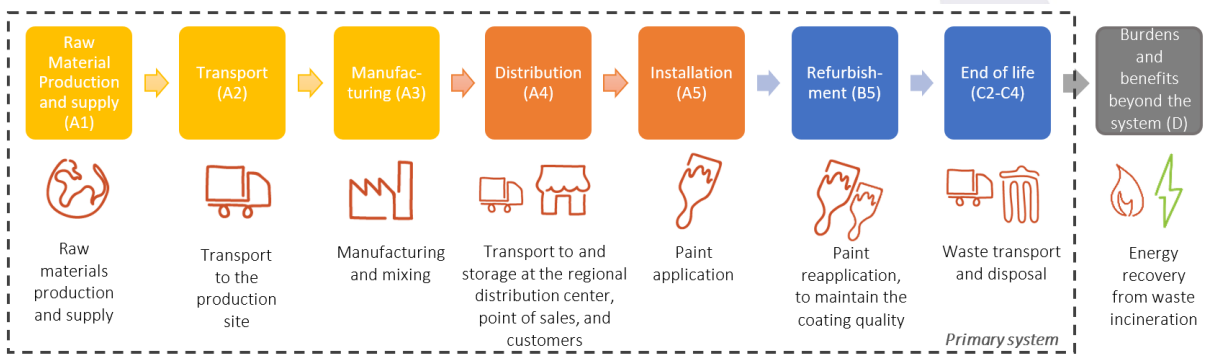 Raw
Material
Production
and supply
(A1)
Transport
(A2)
Manufac-
turing (A3)
Distribution
(A4)
Installation
(A5)
Refurbish-
ment (B5)
End of life
(C2-C4)
Burdens
and
benefits
beyond the
system (D)
Raw
materials
production
and supply
Transport
to the
production
site
Manufacturing
and mixing
Transport to and
storage at the regional
distribution center,
point of sales, and
customers
Paint
application
Paint
reapplication,
to maintain the
coating quality
Waste transport
and disposal
Energy
recovery
from waste
incineration
Primary system